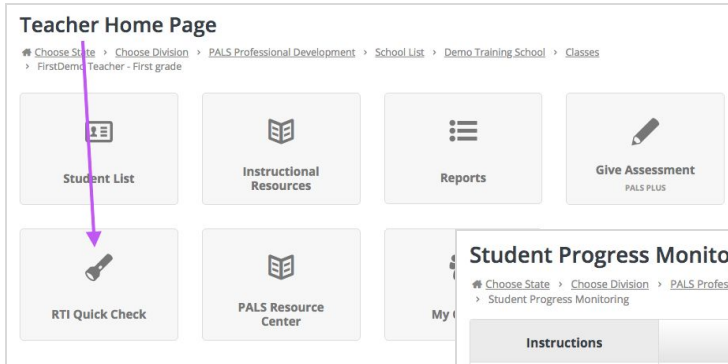 Teacher Home Page
Choose State > Choose Division > PALS Professional Development > School List > Demo Training School > Classes
> FirstDemo Teacher - First grade
Student List
Instructional
Resources
Reports
Give Assessment
PALS PLUS
RTI Quick Check
PALS Resource
Center
My
Student Progress
Choose State > Choose Division > PALS
> Student Progress Monitoring
Instructions